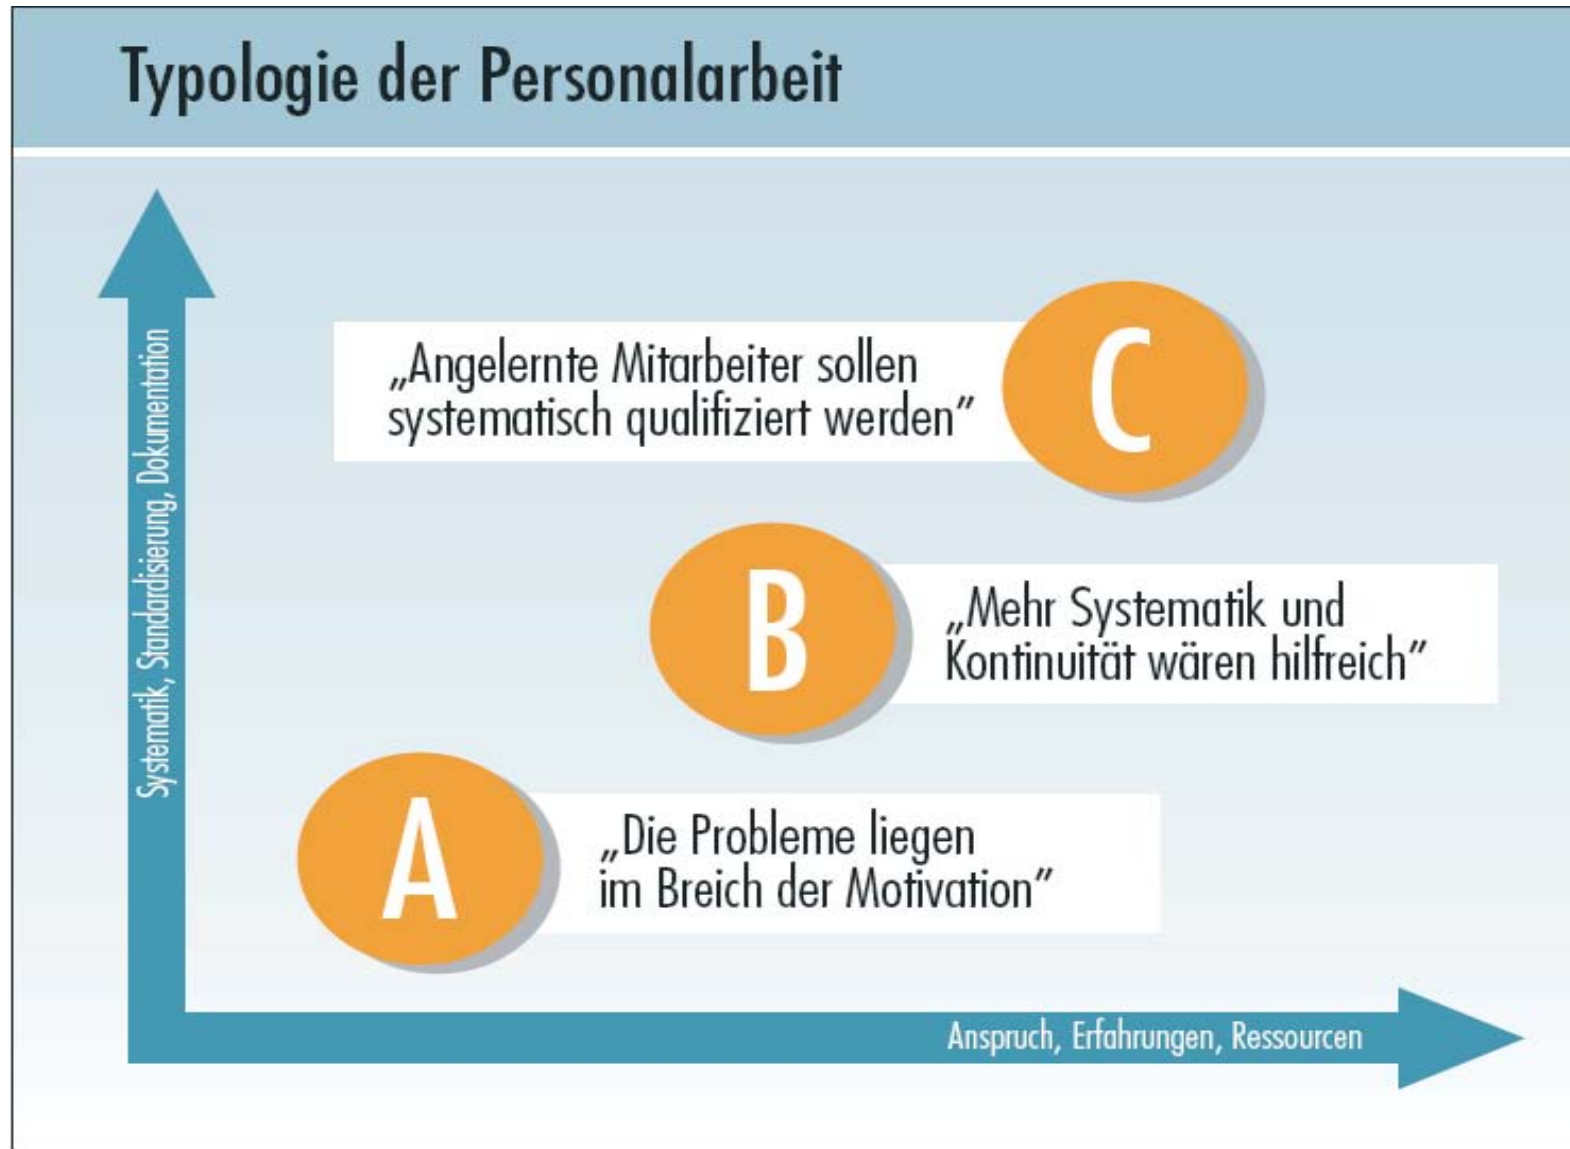 Typologie der Personalarbeit
Systematik, Standardisierung, Dokumentation
„Angelernte Mitarbeiter sollen
systematisch qualifiziert werden”
C
B
„Mehr Systematik und
Kontinuität wären hilfreich”
A
„Die Probleme liegen
im Breich der Motivation”
Anspruch, Erfahrungen, Ressourcen